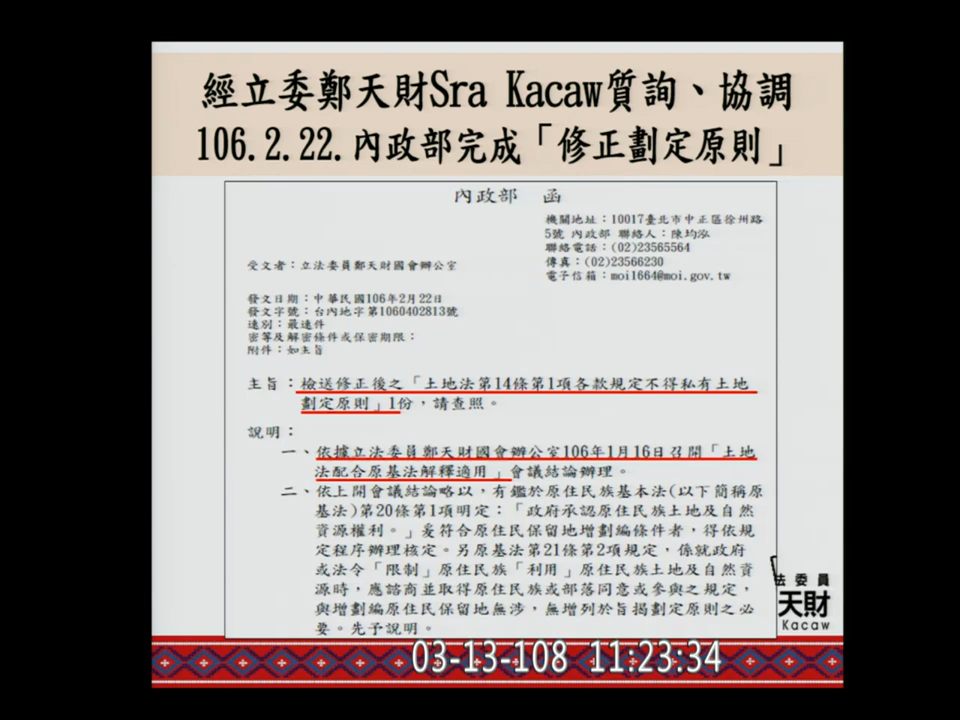 經立委鄭天財Sra Kacaw質詢、協調
106.2.22.內政部完成「修正劃定原則」
內政部 函
機關地址：10017臺北市中正區徐州路
5號 內政部 聯絡人：陳均泓
聯絡電話：(02)23565564
傳真：(02)23566230
電子信箱：moi1664@moi.gov.tw
受文者：立法委員鄭天財國會辦公室
發文日期：中華民國106年2月22日
發文字號：台內地字第1060402813號
速別：最速件
密等及解密條件或保密期限：
附件：如主旨
主旨：檢送修正後之「土地法第14條第1項各款規定不得私有土地
劃定原則」1份，請查照。
說明：
一、依據立法委員鄭天財國會辦公室106年1月16日召開「土地
法配合原基法解釋適用」會議結論辦理。
二、依上開會議結論略以，有鑑於原住民族基本法(以下簡稱原
基法)第20條第1項明定：「政府承認原住民族土地及自然
資源權利。」爰符合原住民保留地增劃編條件者，得依規
定程序辦理核定。另原基法第21條第2項規定，係就政府
或法令「限制」原住民族「利用」原住民族土地及自然資
源時，應諮商並取得原住民族或部落同意或參與之規定，
與增劃編原住民保留地無涉，無增列於旨揭劃定原則之必
要。先予說明。
法委員
天財
Kacaw
03-13-108 11:23:34